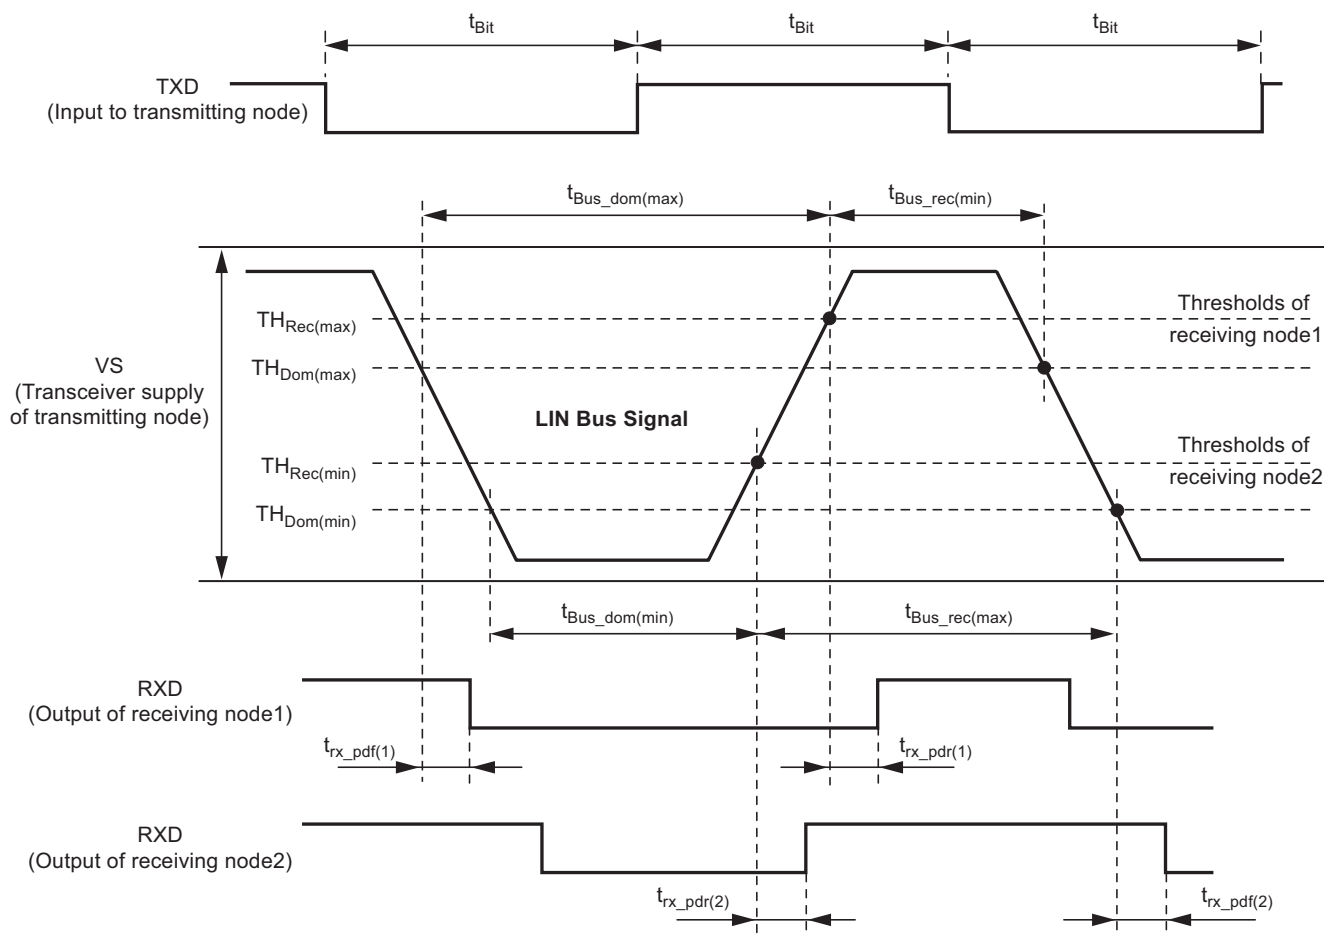 tBit tBit tBit
TXD
(Input to transmitting node)
tBus_dom(max) tBus_rec(min)
THRec(max)
Thresholds of
receiving node1
VS
(Transceiver supply
of transmitting node)
THDom(max)
LIN Bus Signal
THRec(min)
Thresholds of
receiving node2
THDom(min)
tBus_dom(min) tBus_rec(max)
RXD
(Output of receiving node1)
trx_pdf(1) trx_pdr(1)
RXD
(Output of receiving node2)
trx_pdr(2) trx_pdf(2)